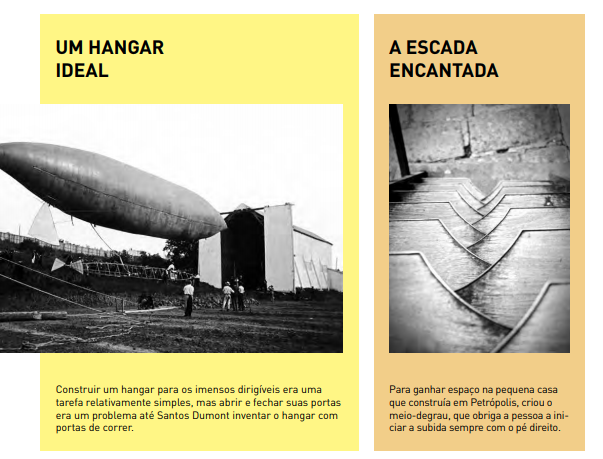 UM HANGAR
IDEAL
Construir um hangar para os imensos dirigíveis era uma
tarefa relativamente simples, mas abrir e fechar suas portas
era um problema até Santos Dumont inventar o hangar com
portas de correr.
A ESCADA
ENCANTADA
Para ganhar espaço na pequena casa
que construía em Petrópolis, criou o
meio-degrau, que obriga a pessoa a ini-
ciar a subida sempre com o pé direito.